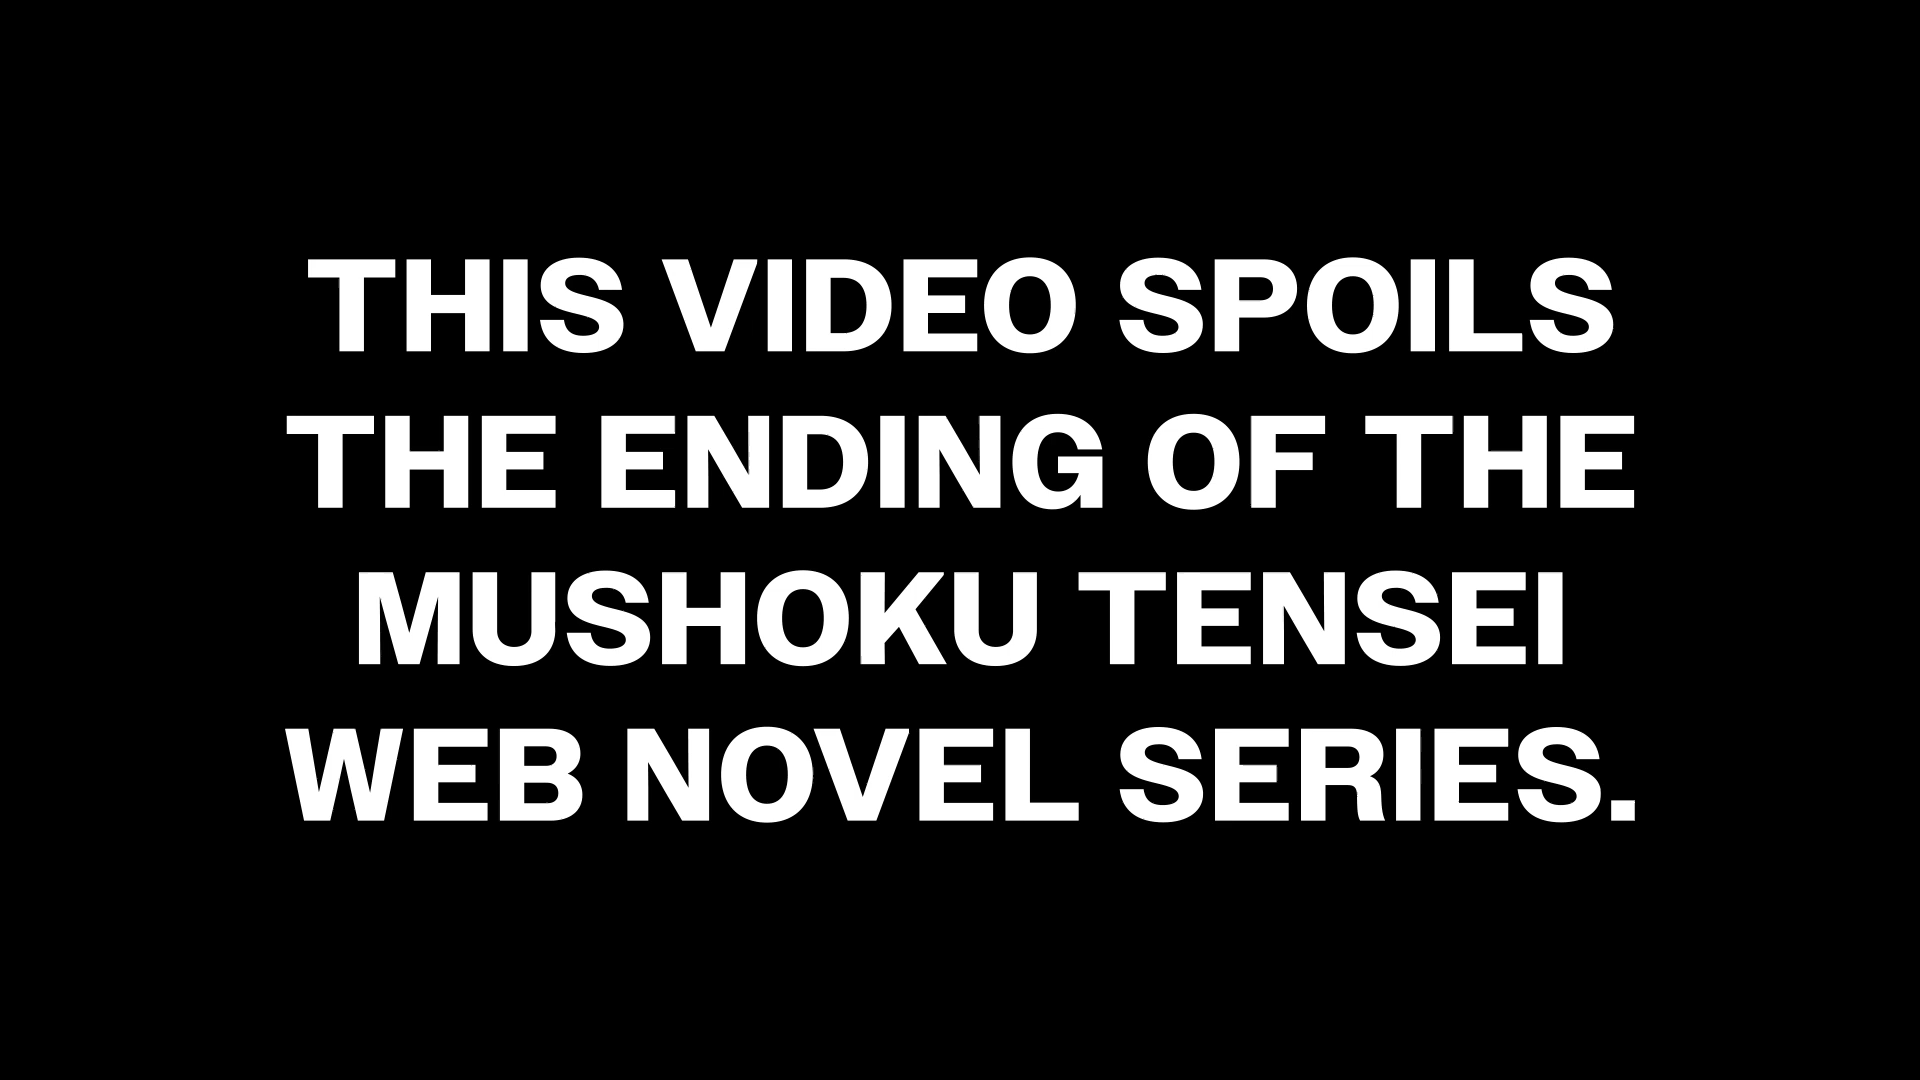 THIS VIDEO SPOILS
THE ENDING OF THE
MUSHOKU TENSEI
WEB NOVEL SERIES.